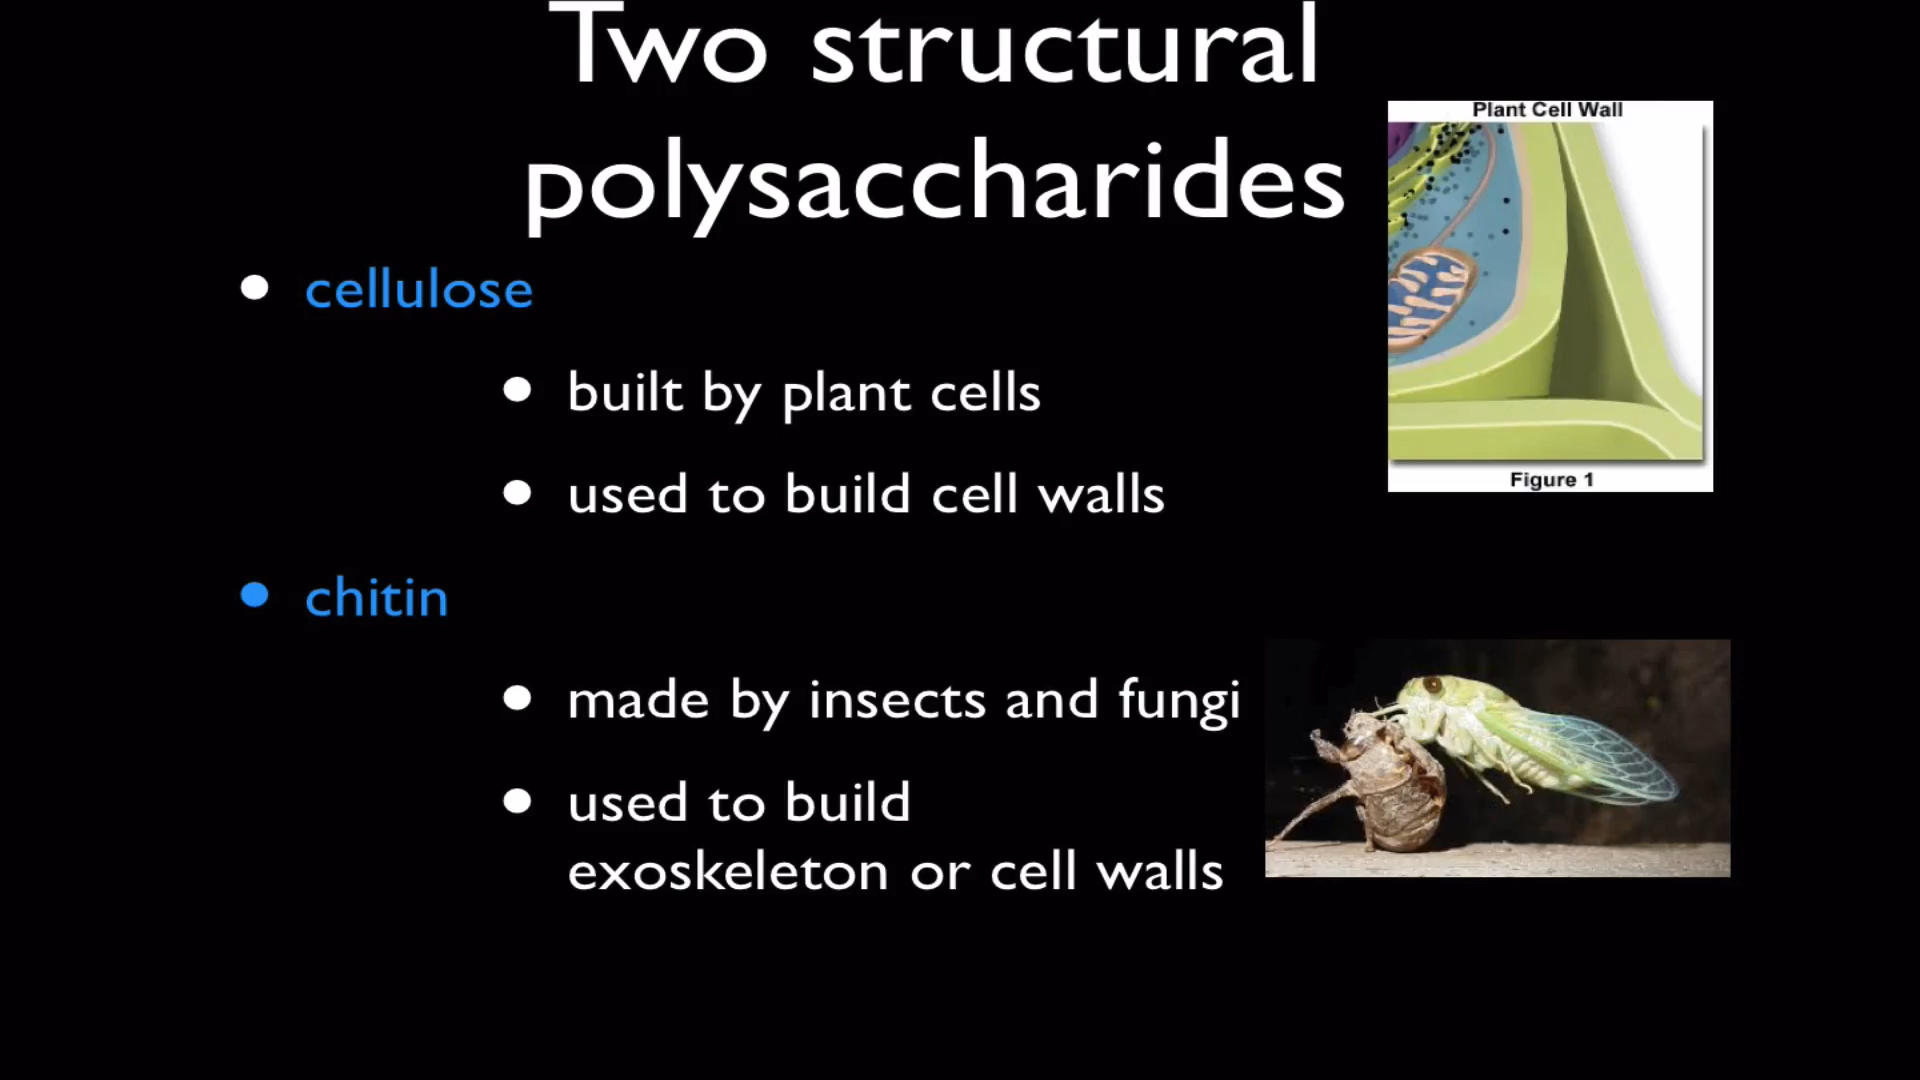 Two structural
polysaccharides
Plant Cell Wall
• cellulose
• built by plant cells
• used to build cell walls
Figure 1
• chitin
• made by insects and fungi
• used to build
exoskeleton or cell walls